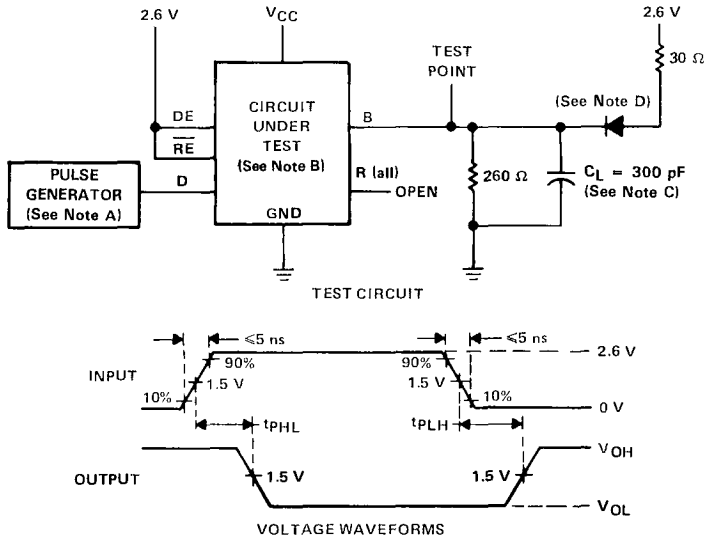 2.6 V
VCC
2.6 V
TEST
POINT
30 Ω
(See Note D)
DE
RE
CIRCUIT
UNDER
TEST
(See Note B)
B
PULSE
GENERATOR
(See Note A)
D
R (all)
OPEN
260 Ω
CL = 300 pF
(See Note C)
GND
TEST CIRCUIT
≤5 ns
≤5 ns
INPUT
90%
1.5 V
10%
90%
1.5 V
10%
2.6 V
0 V
tPHL
tPLH
OUTPUT
1.5 V
1.5 V
VOH
VOL
VOLTAGE WAVEFORMS